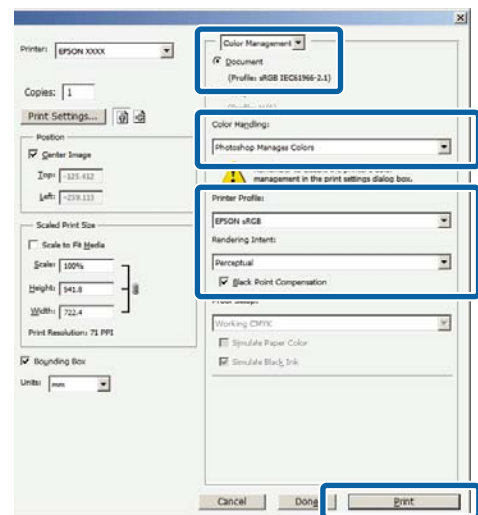 Printer: EPSON XXXX
Copies: 1
Print Settings...
Position
Center Image
Top: -125.412
Left: -259.113
Scaled Print Size
Scale to Fit Media
Scale: 100%
Height: 541.8
Width: 722.4
Print Resolution: 71 PPI
Bounding Box
Units: mm
Color Management
Document
(Profile: sRGB IEC61966-2.1)
Color Handling:
Photoshop Manages Colors
management in the print settings dialog box.
Printer Profile:
EPSON sRGB
Rendering Intent:
Perceptual
Black Point Compensation
Proof Setup:
Working CMYK
Simulate Paper Color
Simulate Black Ink
Cancel
Done
Print